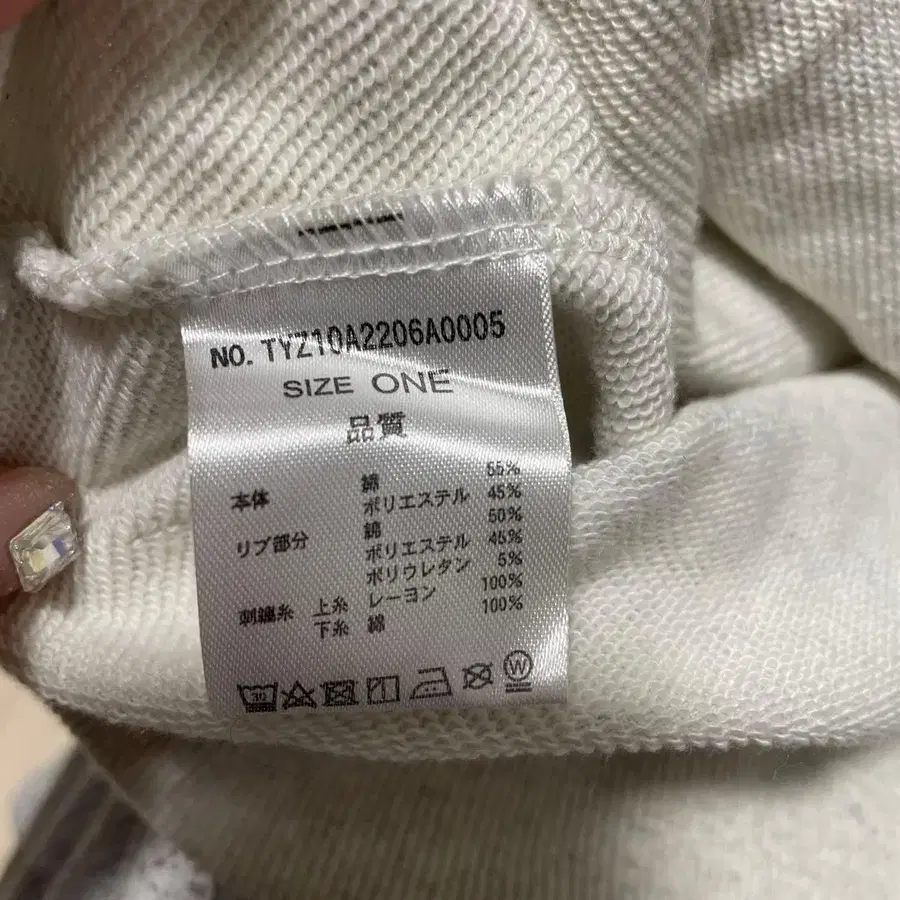 NO. TYZ10A2206A0005
SIZE ONE
品質
本体 綿 55%
ポリエステル 45%
リブ部分 綿 50%
ポリエステル 45%
ポリウレタン 5%
刺繍糸 上糸 レーヨン 100%
下糸 綿 100%
30
W